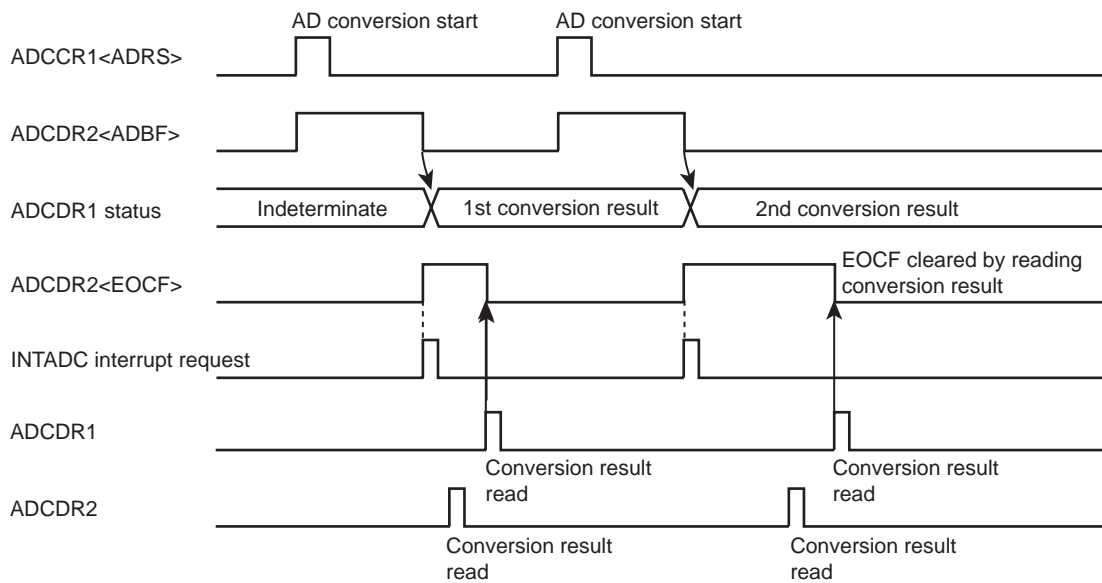 AD conversion start
AD conversion start
ADCCR1<ADRS>
ADCDR2<ADBF>
ADCDR1 status
Indeterminate
1st conversion result
2nd conversion result
ADCDR2<EOCF>
EOCF cleared by reading
conversion result
INTADC interrupt request
ADCDR1
Conversion result
read
Conversion result
read
ADCDR2
Conversion result
read
Conversion result
read